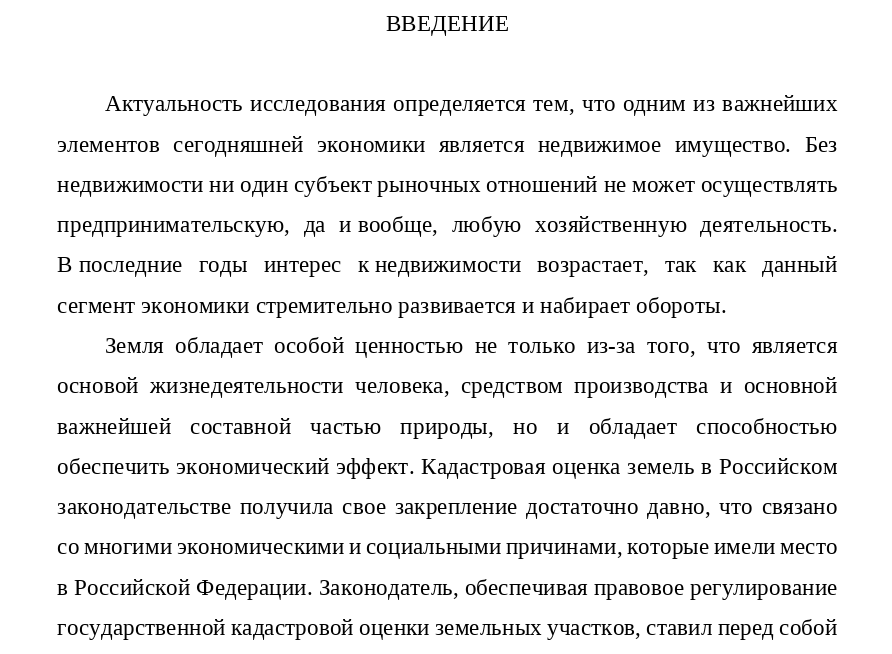 ВВЕДЕНИЕ
Актуальность исследования определяется тем, что одним из важнейших
элементов сегодняшней экономики является недвижимое имущество. Без
недвижимости ни один субъект рыночных отношений не может осуществлять
предпринимательскую, да и вообще, любую хозяйственную деятельность.
В последние годы интерес к недвижимости возрастает, так как данный
сегмент экономики стремительно развивается и набирает обороты.
Земля обладает особой ценностью не только из-за того, что является
основой жизнедеятельности человека, средством производства и основной
важнейшей составной частью природы, но и обладает способностью
обеспечить экономический эффект. Кадастровая оценка земель в Российском
законодательстве получила свое закрепление достаточно давно, что связано
со многими экономическими и социальными причинами, которые имели место
в Российской Федерации. Законодатель, обеспечивая правовое регулирование
государственной кадастровой оценки земельных участков, ставил перед собой